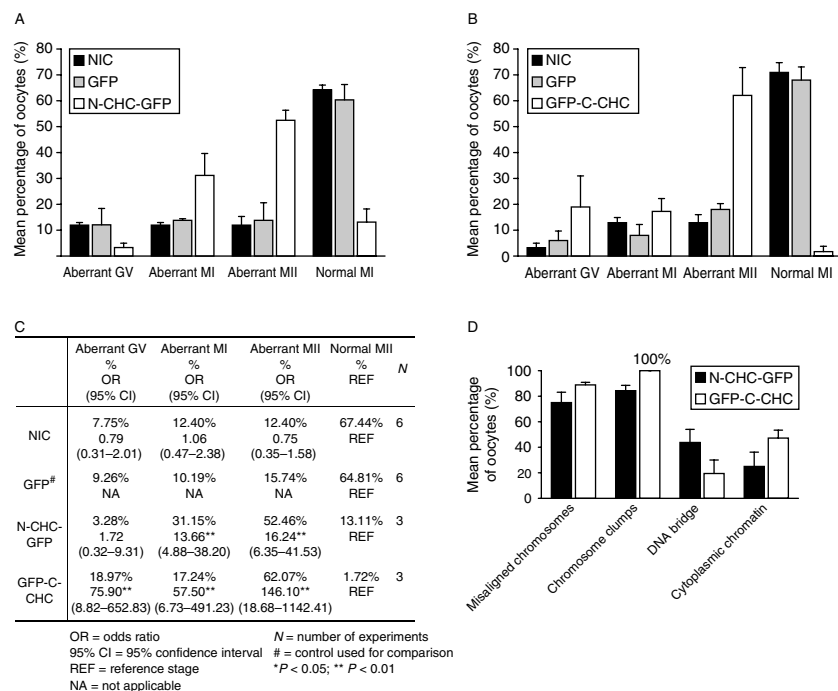 A
Mean percentage of oocytes (%)
80
70
60
50
40
30
20
10
NIC
GFP
N-CHC-GFP
Aberrant GV Aberrant MI Aberrant MII Normal MI
B
Mean percentage of oocytes (%)
80
70
60
50
40
30
20
10
0
NIC
GFP
GFP-C-CHC
Aberrant GV Aberrant MI Aberrant MII Normal MI
C
Aberrant GV Aberrant MI Aberrant MII Normal MII
% % % %
OR OR OR REF N
(95% CI) (95% CI) (95% CI)
7.75% 12.40% 12.40% 67.44% 6
NIC 0.79 1.06 0.75 REF
(0.31–2.01) (0.47–2.38) (0.35–1.58)
GFP# 9.26% 10.19% 15.74% 64.81% 6
NA NA NA REF
N-CHC- 3.28% 31.15% 52.46% 13.11% 3
GFP 1.72 13.66** 16.24** REF
(0.32–9.31) (4.88–38.20) (6.35–41.53)
GFP-C- 18.97% 17.24% 62.07% 1.72% 3
CHC 75.90** 57.50** 146.10** REF
(8.82–652.83) (6.73–491.23) (18.68–1142.41)
OR = odds ratio N = number of experiments
95% CI = 95% confidence interval # = control used for comparison
REF = reference stage *P < 0.05; ** P < 0.01
NA = not applicable
D
Mean percentage
of oocytes (%)
100
80
60
40
20
0
100%
N-CHC-GFP
GFP-C-CHC
Misaligned chromosomes
Chromosome clumps
DNA bridge
Cytoplasmic chromatin